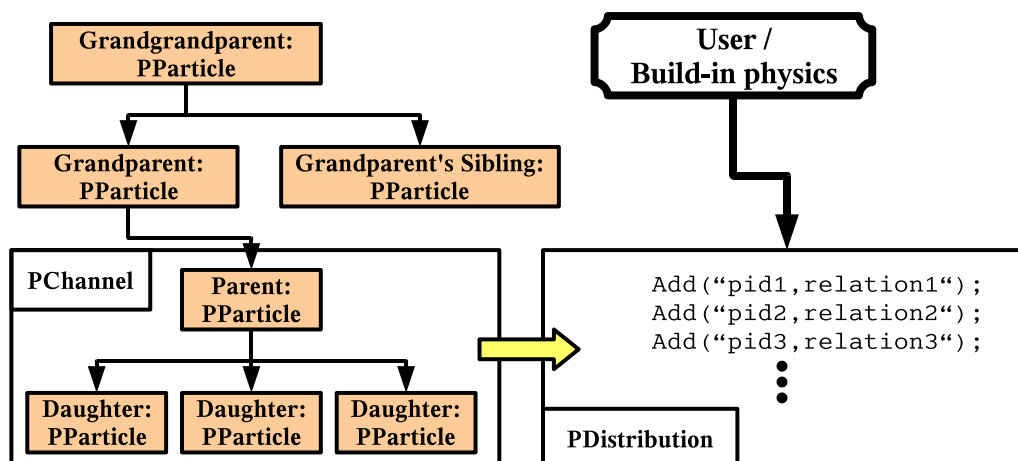 Grandgrandparent:
PParticle
User /
Build-in physics
Grandparent:
PParticle
Grandparent's Sibling:
PParticle
PChannel
Parent:
PParticle
Daughter:
PParticle
Daughter:
PParticle
Daughter:
PParticle
Add(“pid1,relation1“);
Add(“pid2,relation2“);
Add(“pid3,relation3“);
PDistribution